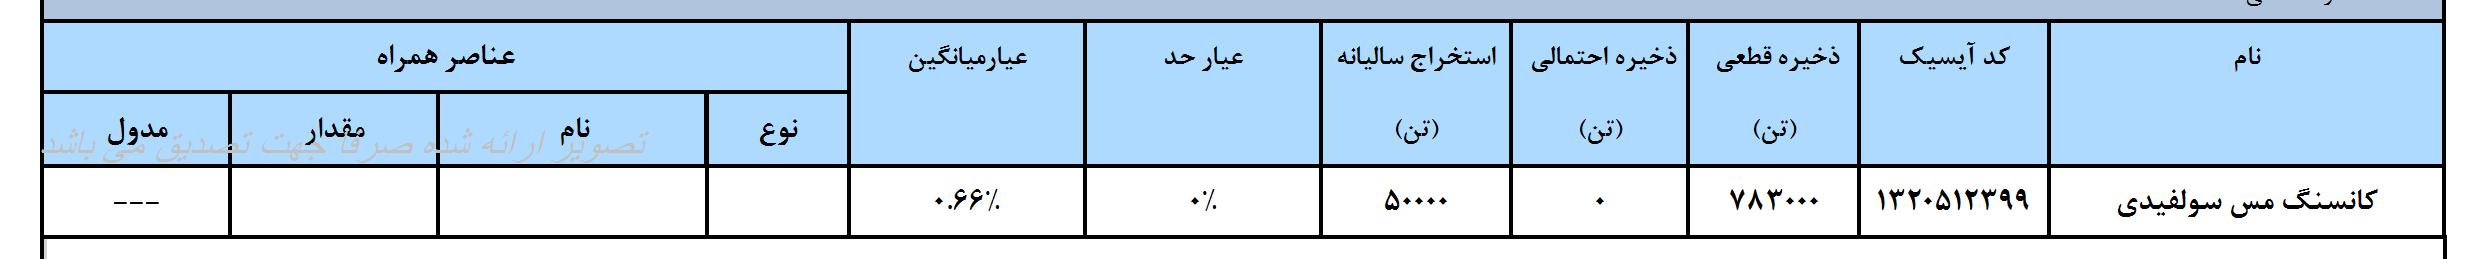 نام
کد آیسیک
ذخیره قطعی
(تن)
ذخیره احتمالی
(تن)
استخراج سالیانه
(تن)
عیار حد
عیارمیانگین
عناصر همراه
نوع
نام
مقدار
مدول
تصویر ارائه شده صرفا جهت تصدیق می باشد
کانسنگ مس سولفیدی
۱۳۲۰۵۱۲۳۹۹
۷۸۳۰۰۰
۰
۵۰۰۰۰
۰٪
۰.۶۶٪
---